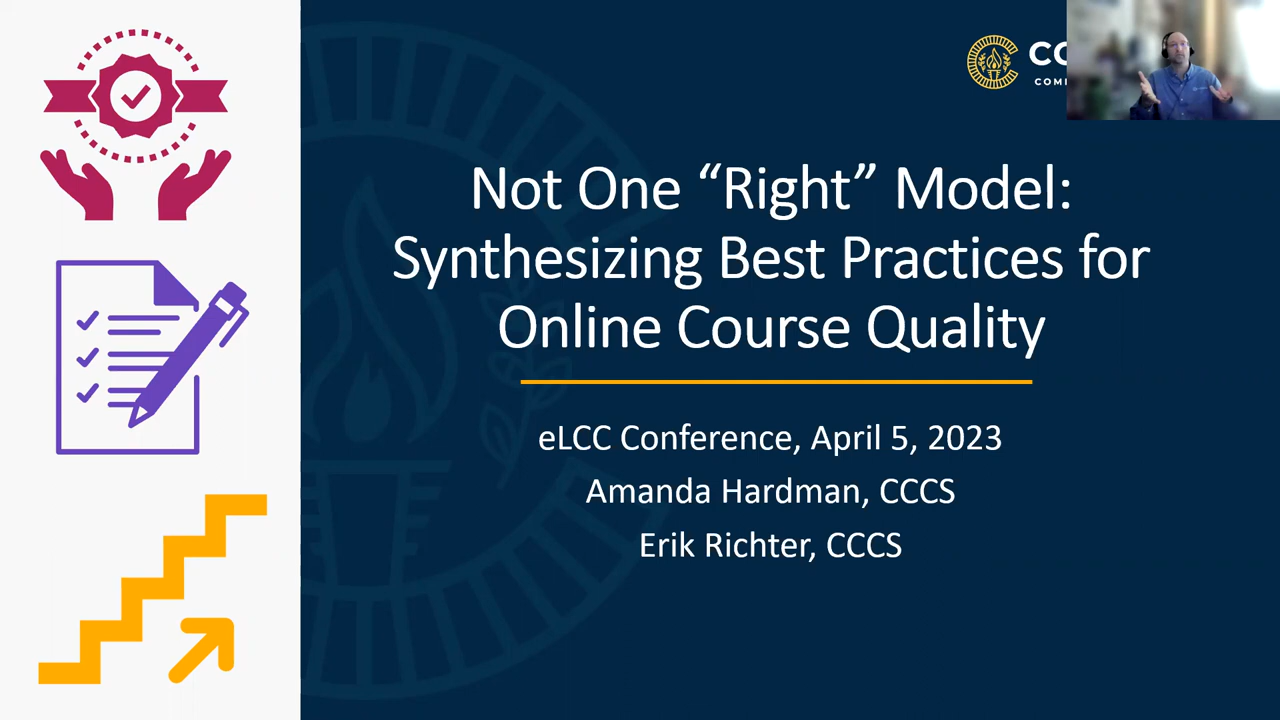 Not One “Right” Model:
Synthesizing Best Practices for
Online Course Quality
eLCC Conference, April 5, 2023
Amanda Hardman, CCCS
Erik Richter, CCCS